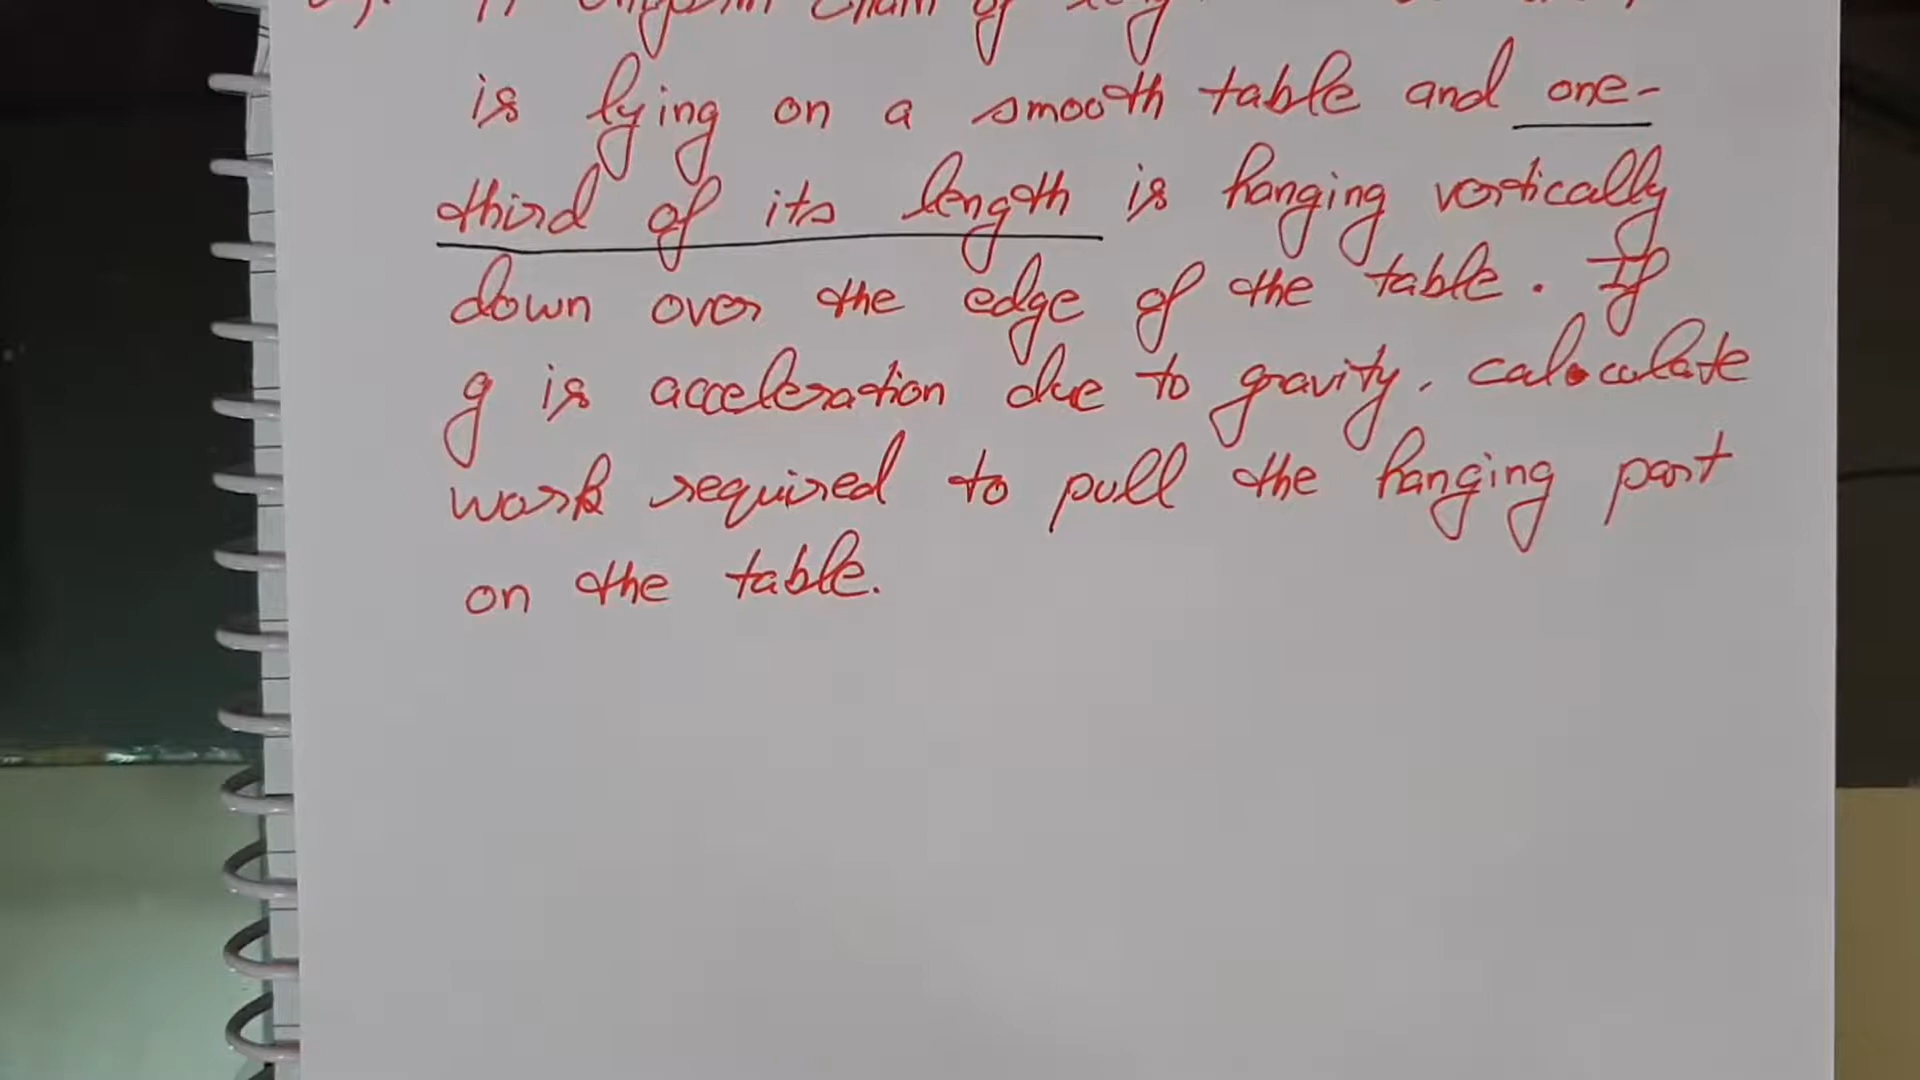 chain of
is lying on a smooth table and one-
third of its length is hanging vertically
down over the edge of the table. If
g is acceleration due to gravity, calculate
work required to pull the hanging part
on the table.